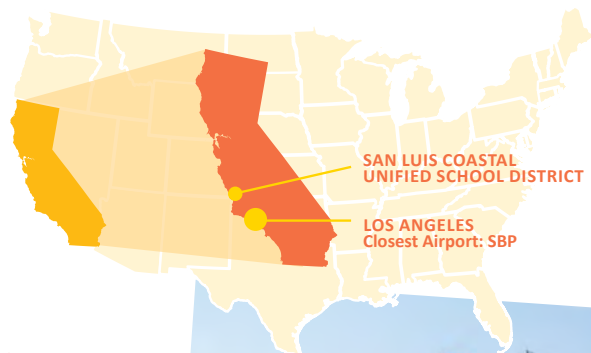 SAN LUIS COASTAL
UNIFIED SCHOOL DISTRICT
LOS ANGELES
Closest Airport: SBP